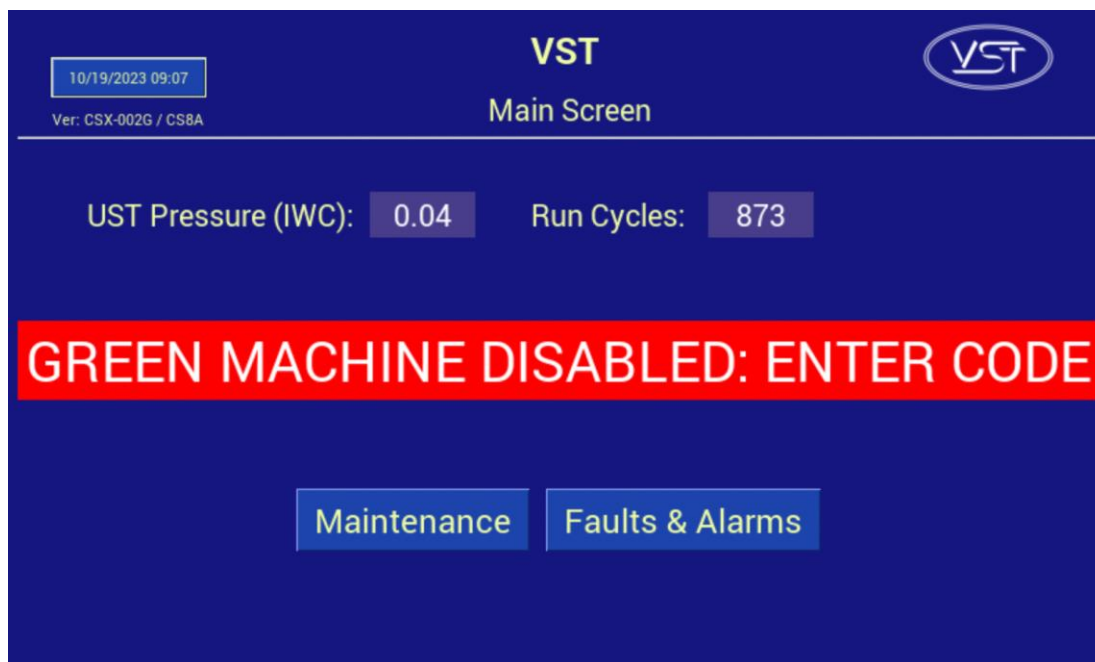 VST
VST
10/19/2023 09:07
Ver: CSX-002G / CS8A
Main Screen
UST Pressure (IWC): 0.04 Run Cycles: 873
GREEN MACHINE DISABLED: ENTER CODE
Maintenance Faults & Alarms